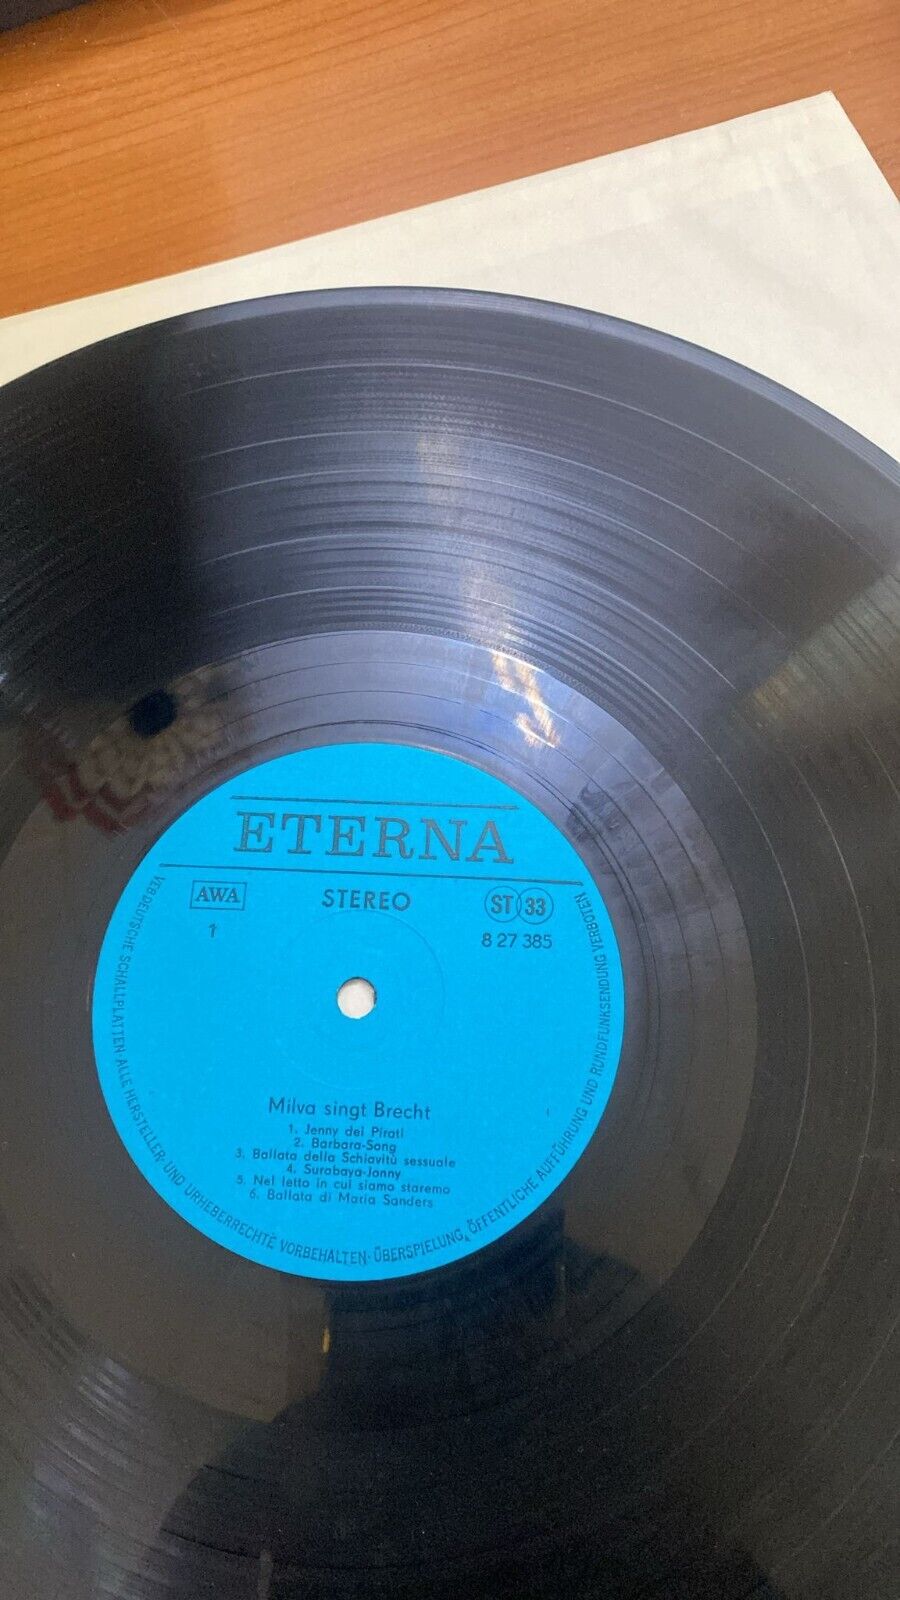 ETERNA
AWA STEREO ST 33
1 8 27 385
Milva singt Brecht
1. Jenny dei Pirati
2. Barbara-Song
3. Ballata della Schiavitù sessuale
4. Surabaya-Jonny
5. Nel letto in cui siamo staremo
6. Ballata di Maria Sanders
VEB DEUTSCHE SCHALLPLATTEN · ALLE HERSTELLER- UND URHEBERRECHTE VORBEHALTEN · ÜBERSPIELUNG, ÖFFENTLICHE AUFFÜHRUNG UND RUNDFUNKSENDUNG VERBOTEN